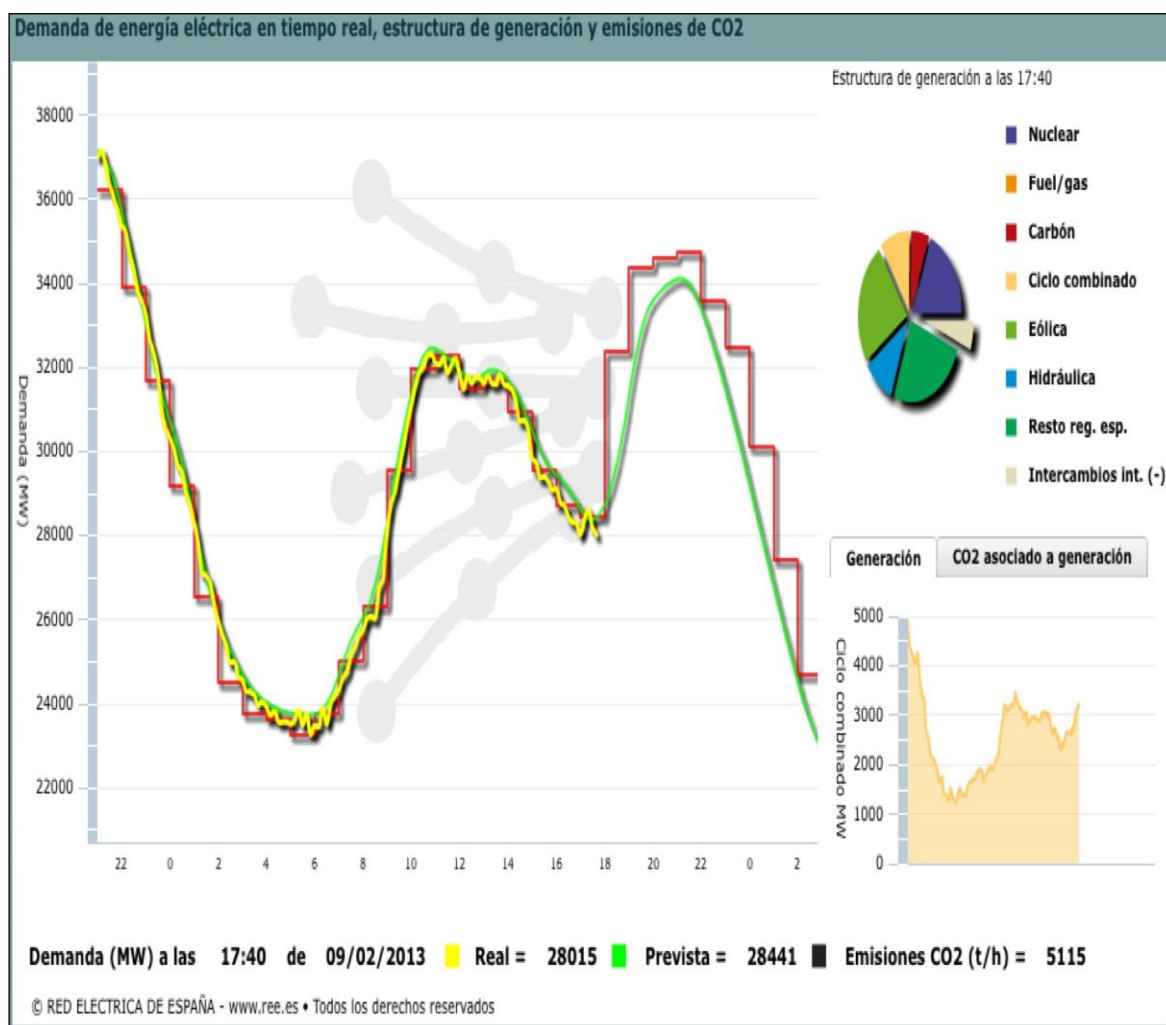 Demanda de energía eléctrica en tiempo real, estructura de generación y emisiones de CO2
Estructura de generación a las 17:40
38000
36000
34000
32000
30000
28000
26000
24000
22000
Demanda (MW)
22 0 2 4 6 8 10 12 14 16 18 20 22 0 2
Nuclear
Fuel/gas
Carbón
Ciclo combinado
Eólica
Hidráulica
Resto reg. esp.
Intercambios int. (-)
Generación CO2 asociado a generación
5000
4000
3000
2000
1000
0
Ciclo combinado MW
Demanda (MW) a las 17:40 de 09/02/2013 Real = 28015 Prevista = 28441 Emisiones CO2 (t/h) = 5115
© RED ELECTRICA DE ESPAÑA - www.ree.es • Todos los derechos reservados